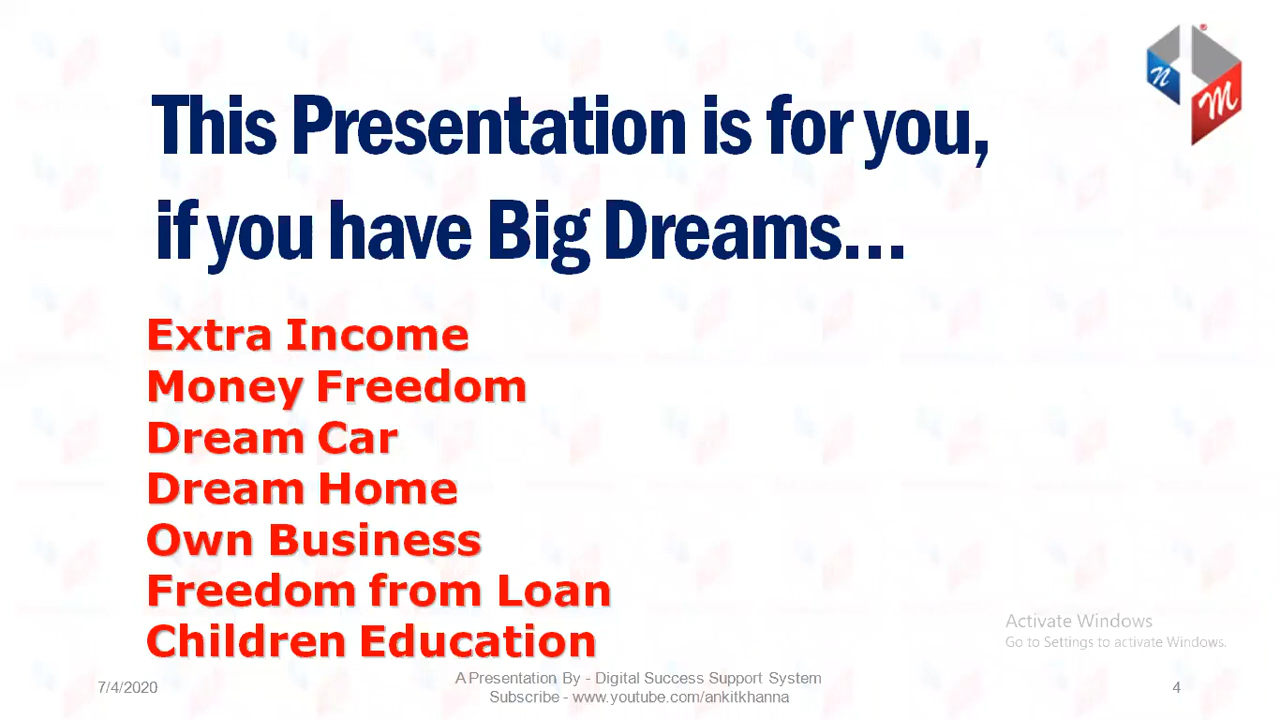 This Presentation is for you,
if you have Big Dreams...
Extra Income
Money Freedom
Dream Car
Dream Home
Own Business
Freedom from Loan
Children Education
Activate Windows
Go to Settings to activate Windows.
7/4/2020
A Presentation By - Digital Success Support System
Subscribe - www.youtube.com/ankitkhanna
4
n
M